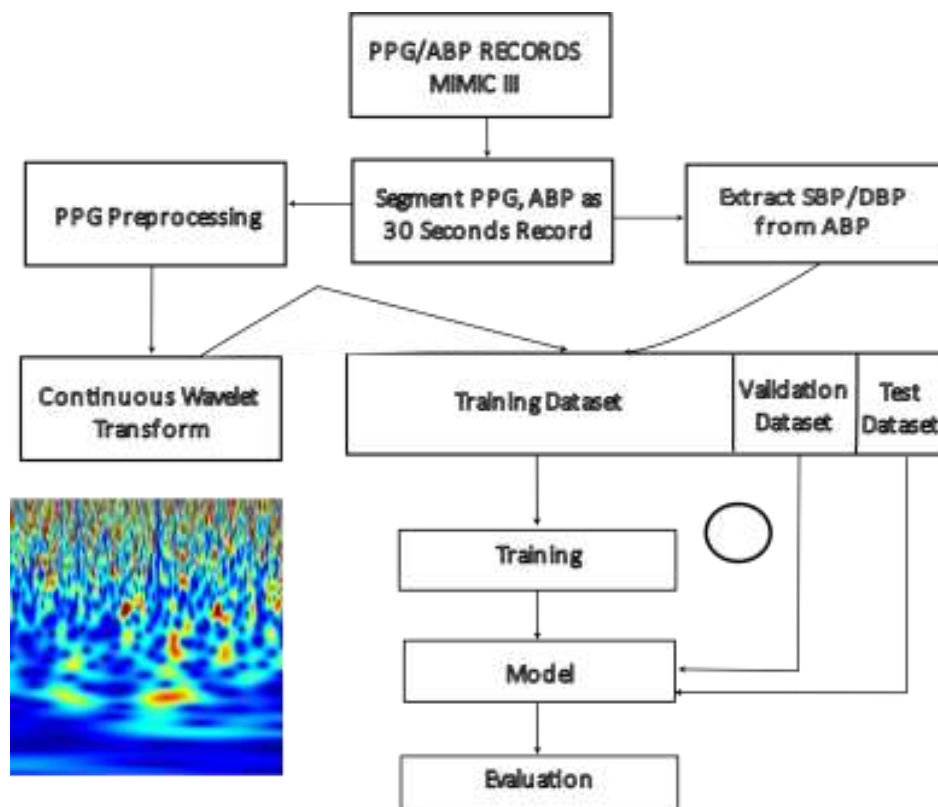 PPG/ABP RECORDS
MIMIC III
PPG Preprocessing
Segment PPG, ABP as
30 Seconds Record
Extract SBP/DBP
from ABP
Continuous Wavelet
Transform
Training Dataset
Validation
Dataset
Test
Dataset
Training
Model
Evaluation